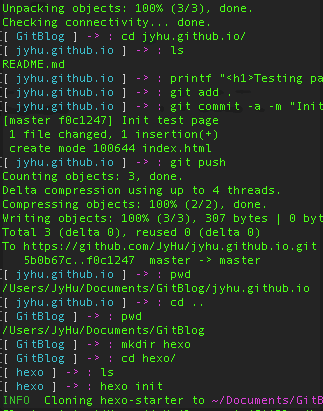 Unpacking objects: 100% (3/3), done.
Checking connectivity... done.
[ GitBlog ] -> : cd jyhu.github.io/
[ jyhu.github.io ] -> : ls
README.md
[ jyhu.github.io ] -> : printf "<h1>Testing pa
[ jyhu.github.io ] -> : git add .
[ jyhu.github.io ] -> : git commit -a -m "Init
[master f0c1247] Init test page
1 file changed, 1 insertion(+)
create mode 100644 index.html
[ jyhu.github.io ] -> : git push
Counting objects: 3, done.
Delta compression using up to 4 threads.
Compressing objects: 100% (2/2), done.
Writing objects: 100% (3/3), 307 bytes | 0 byt
Total 3 (delta 0), reused 0 (delta 0)
To https://github.com/JyHu/jyhu.github.io.git
5b0b67c..f0c1247 master -> master
[ jyhu.github.io ] -> : pwd
/Users/JyHu/Documents/GitBlog/jyhu.github.io
[ jyhu.github.io ] -> : cd ..
[ GitBlog ] -> : pwd
/Users/JyHu/Documents/GitBlog
[ GitBlog ] -> : mkdir hexo
[ GitBlog ] -> : cd hexo/
[ hexo ] -> : ls
[ hexo ] -> : hexo init
INFO Cloning hexo-starter to ~/Documents/GitB